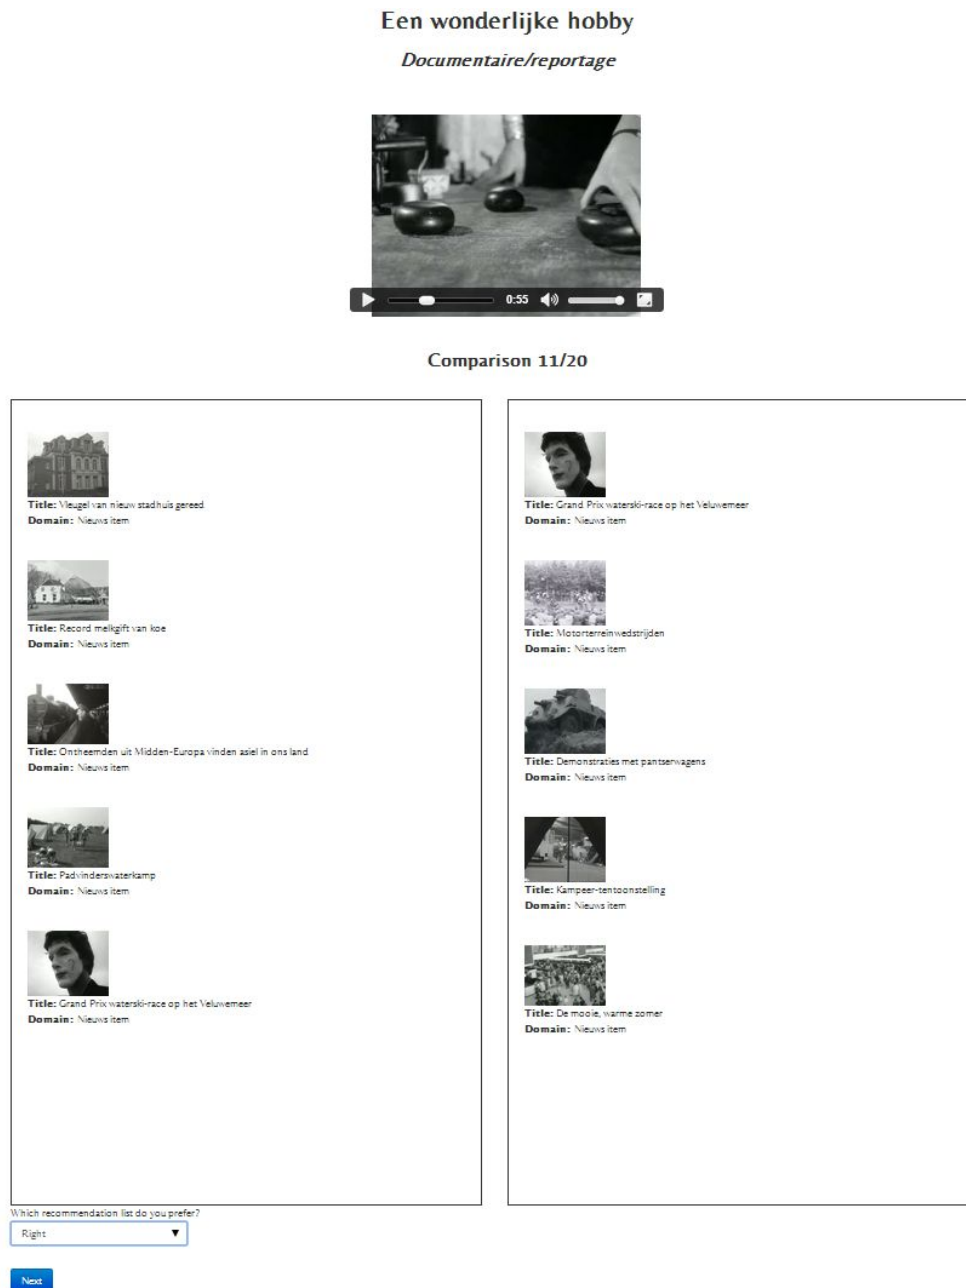 Een wonderlijke hobby
Documentaire/reportage
0:55
Comparison 11/20
Title: Vleugel van nieuw stadhuis gereed
Domain: Nieuws item
Title: Record melkgift van koe
Domain: Nieuws item
Title: Ontheemden uit Midden-Europa vinden asiel in ons land
Domain: Nieuws item
Title: Padvinderswaterkamp
Domain: Nieuws item
Title: Grand Prix waterski-race op het Veluwemeer
Domain: Nieuws item
Title: Grand Prix waterski-race op het Veluwemeer
Domain: Nieuws item
Title: Motorterreinwedstrijden
Domain: Nieuws item
Title: Demonstraties met pantserwagens
Domain: Nieuws item
Title: Kampeer-tentoonstelling
Domain: Nieuws item
Title: De mooie, warme zomer
Domain: Nieuws item
Which recommendation list do you prefer?
Right
Next